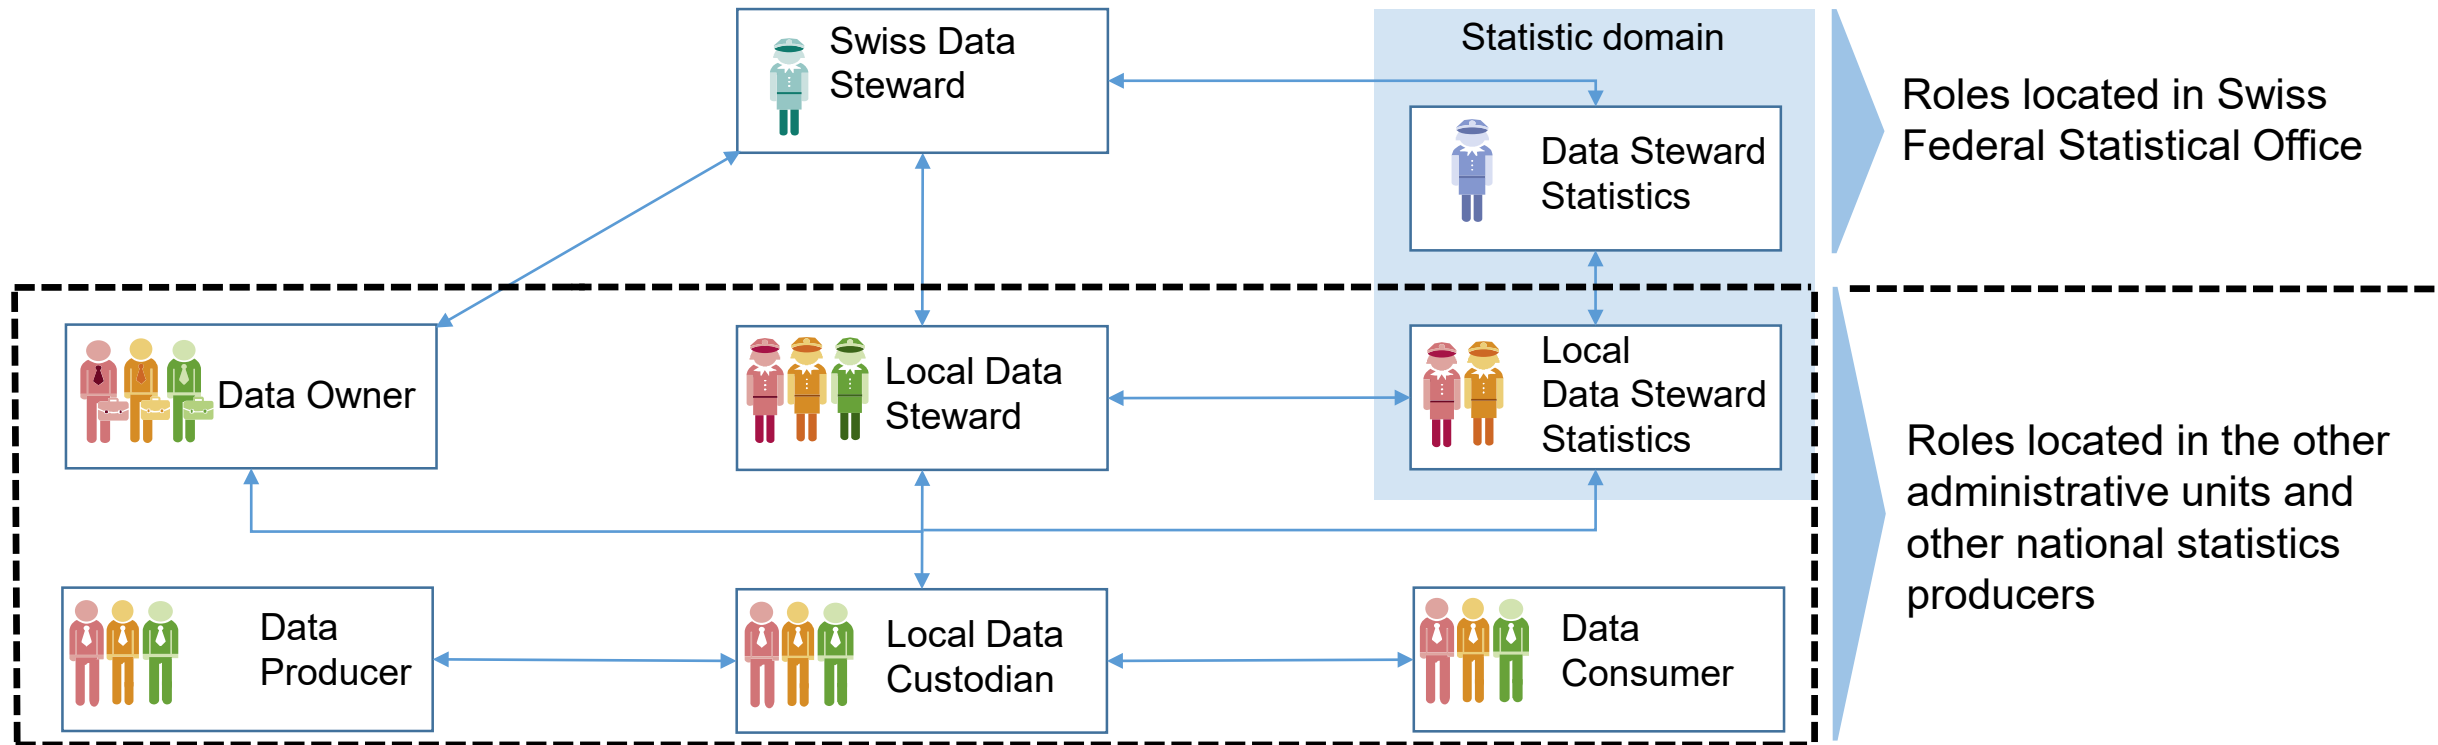 Swiss Data
Steward
Statistic domain
Data Steward
Statistics
Roles located in Swiss
Federal Statistical Office
Data Owner
Local Data
Steward
Local
Data Steward
Statistics
Roles located in the other
administrative units and
other national statistics
producers
Data
Producer
Local Data
Custodian
Data
Consumer